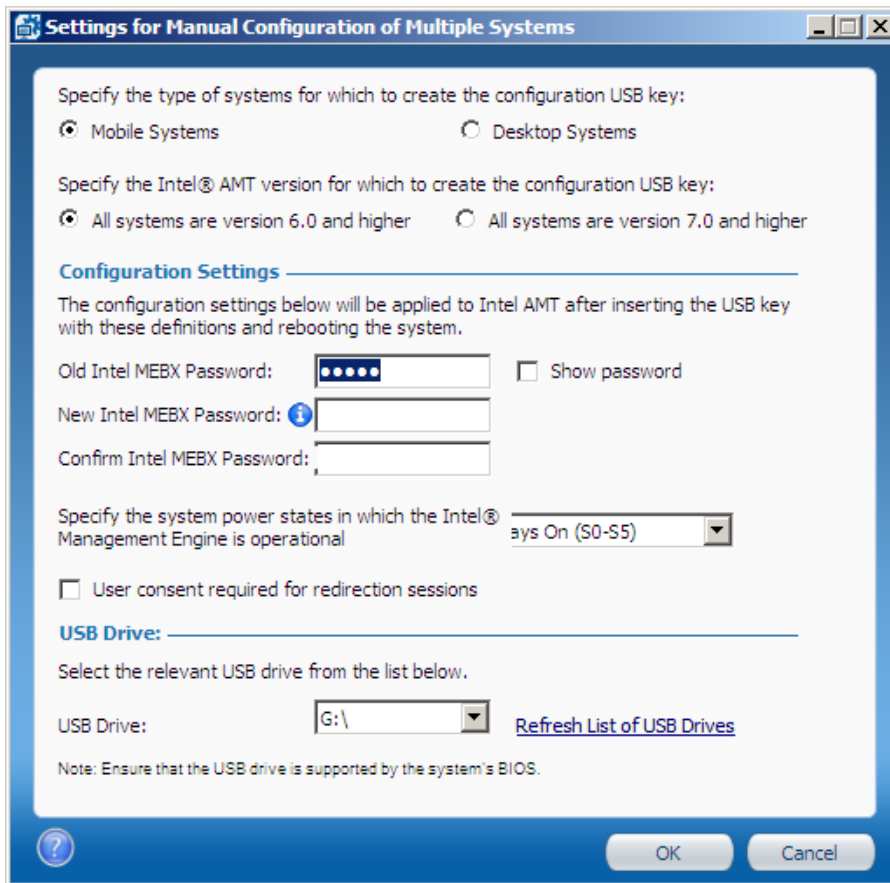 Settings for Manual Configuration of Multiple Systems
Specify the type of systems for which to create the configuration USB key:
Mobile Systems Desktop Systems
Specify the Intel® AMT version for which to create the configuration USB key:
All systems are version 6.0 and higher All systems are version 7.0 and higher
Configuration Settings
The configuration settings below will be applied to Intel AMT after inserting the USB key
with these definitions and rebooting the system.
Old Intel MEBX Password: ●●●●● Show password
New Intel MEBX Password:
Confirm Intel MEBX Password:
Specify the system power states in which the Intel®
Management Engine is operational ays On (S0-S5)
User consent required for redirection sessions
USB Drive:
Select the relevant USB drive from the list below.
USB Drive: G:\ Refresh List of USB Drives
Note: Ensure that the USB drive is supported by the system's BIOS.
? OK Cancel